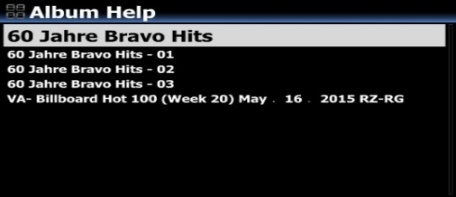 Album Help
60 Jahre Bravo Hits
60 Jahre Bravo Hits - 01
60 Jahre Bravo Hits - 02
60 Jahre Bravo Hits - 03
VA- Billboard Hot 100 (Week 20) May . 16 . 2015 RZ-RG